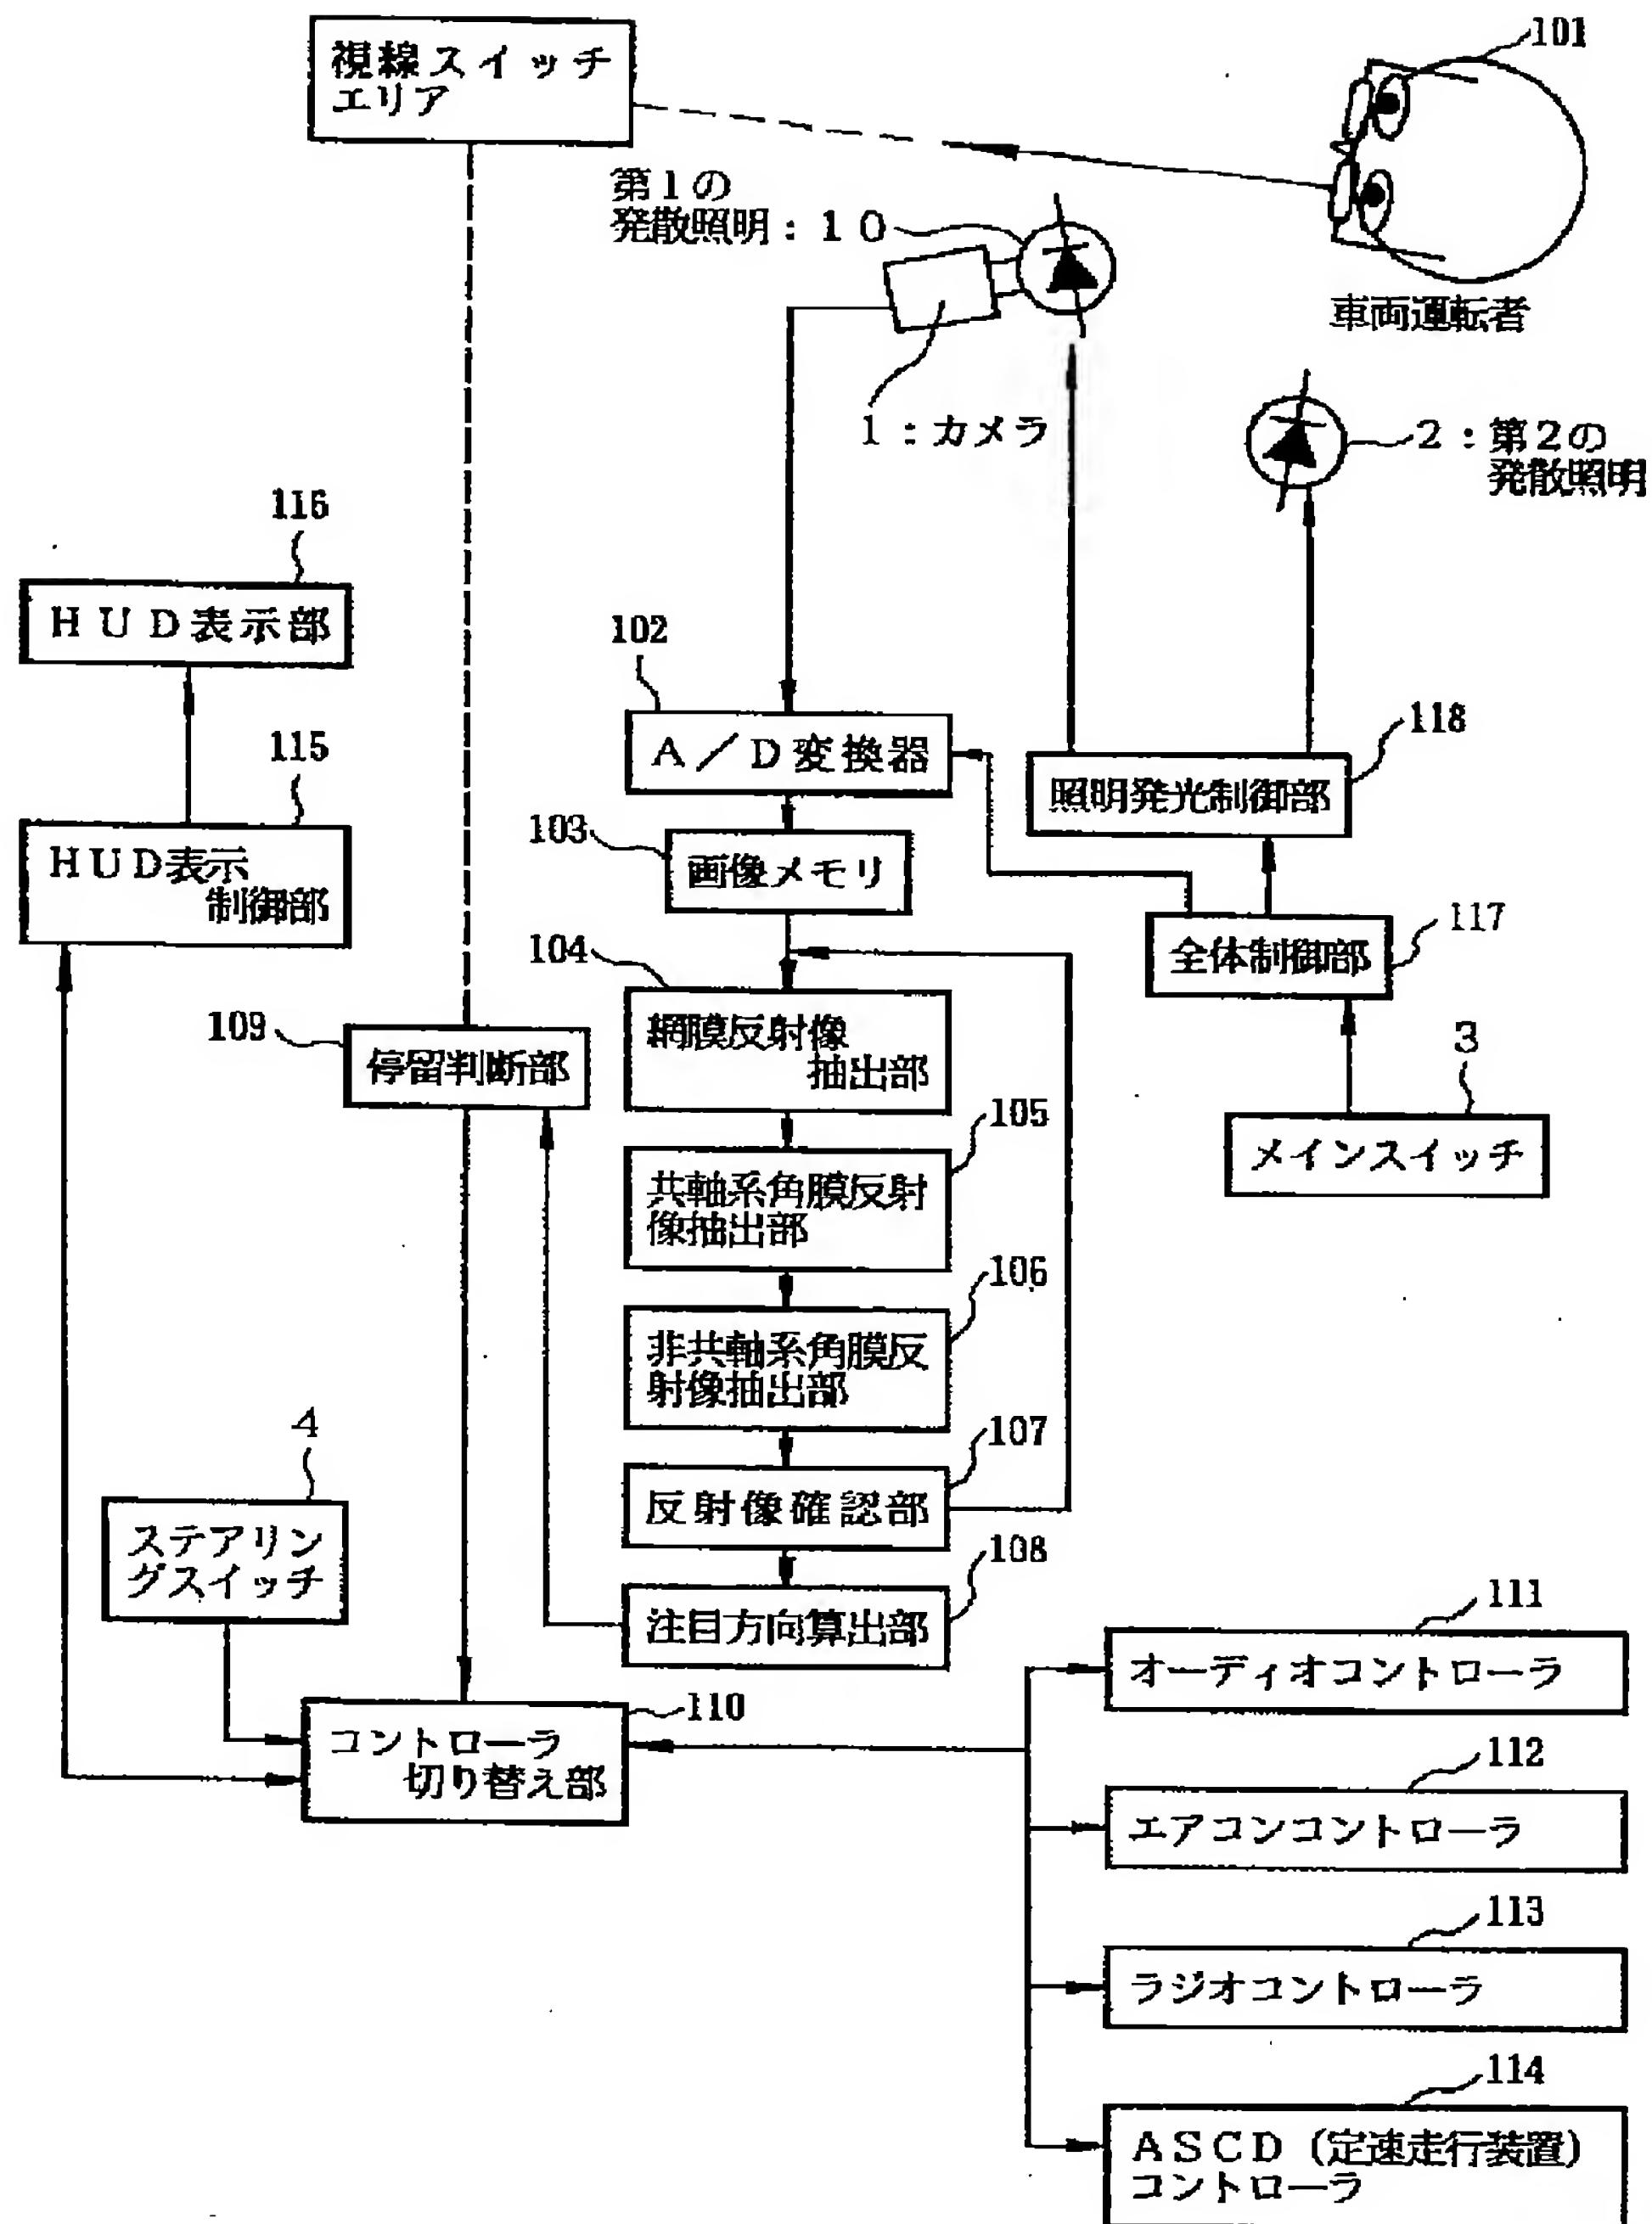 視線スイッチ
エリア
101
第１の
発散照明：１０
車両運転者
１：カメラ
２：第２の
発散照明
116
ＨＵＤ表示部
102
Ａ／Ｄ変換器
118
照明発光制御部
115
ＨＵＤ表示
制御部
103
画像メモリ
117
全体制御部
104
網膜反射像
抽出部
109
停留判断部
3
メインスイッチ
105
共軸系角膜反射
像抽出部
106
非共軸系角膜反
射像抽出部
107
反射像確認部
4
ステアリン
グスイッチ
108
注目方向算出部
110
コントローラ
切り替え部
111
オーディオコントローラ
112
エアコンコントローラ
113
ラジオコントローラ
114
ＡＳＣＤ（定速走行装置）
コントローラ